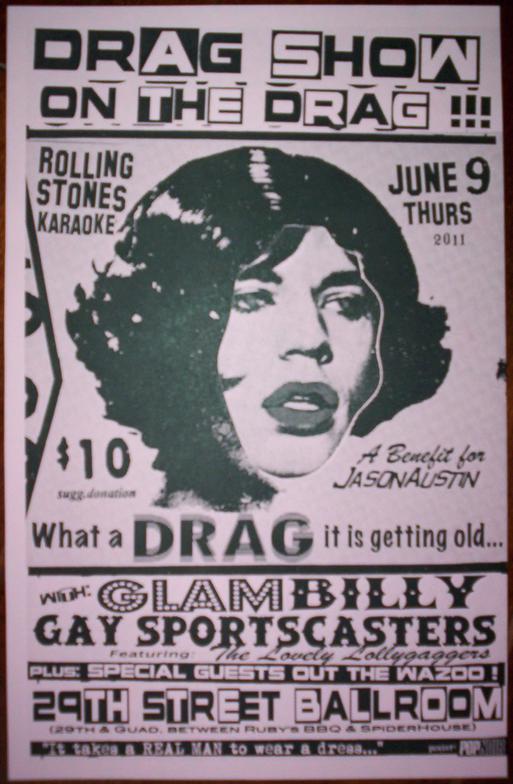 DRAG SHOW
ON THE DRAG !!!
ROLLING
STONES
KARAOKE
JUNE 9
THURS
2011
$10
sugg.donation
A Benefit for
JASON AUSTIN
What a DRAG it is getting old...
WITH: GLAMBILLY
GAY SPORTSCASTERS
Featuring: The Lovely Lollygaggers
PLUS: SPECIAL GUESTS OUT THE WAZOO!
29TH STREET BALLROOM
(29TH & GUAD. BETWEEN RUBY'S BBQ & SPIDERHOUSE)
"It takes a REAL MAN to wear a dress..." poster: